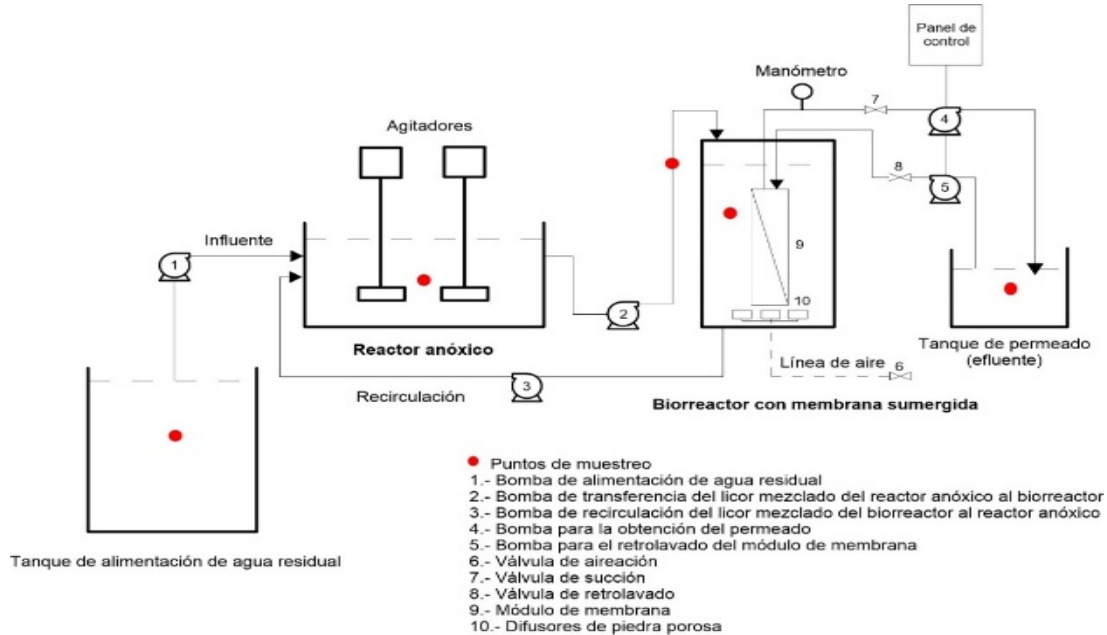 Panel de
control
Manómetro
7
4
Agitadores
8
5
Influente
1
9
10
2
Reactor anóxico
Tanque de permeado
(efluente)
Línea de aire
6
3
Recirculación
Biorreactor con membrana sumergida
Puntos de muestreo
1.- Bomba de alimentación de agua residual
2.- Bomba de transferencia del licor mezclado del reactor anóxico al biorreactor
3.- Bomba de recirculación del licor mezclado del biorreactor al reactor anóxico
4.- Bomba para la obtención del permeado
5.- Bomba para el retrolavado del módulo de membrana
6.- Válvula de aireación
7.- Válvula de succión
8.- Válvula de retrolavado
9.- Módulo de membrana
10.- Difusores de piedra porosa
Tanque de alimentación de agua residual